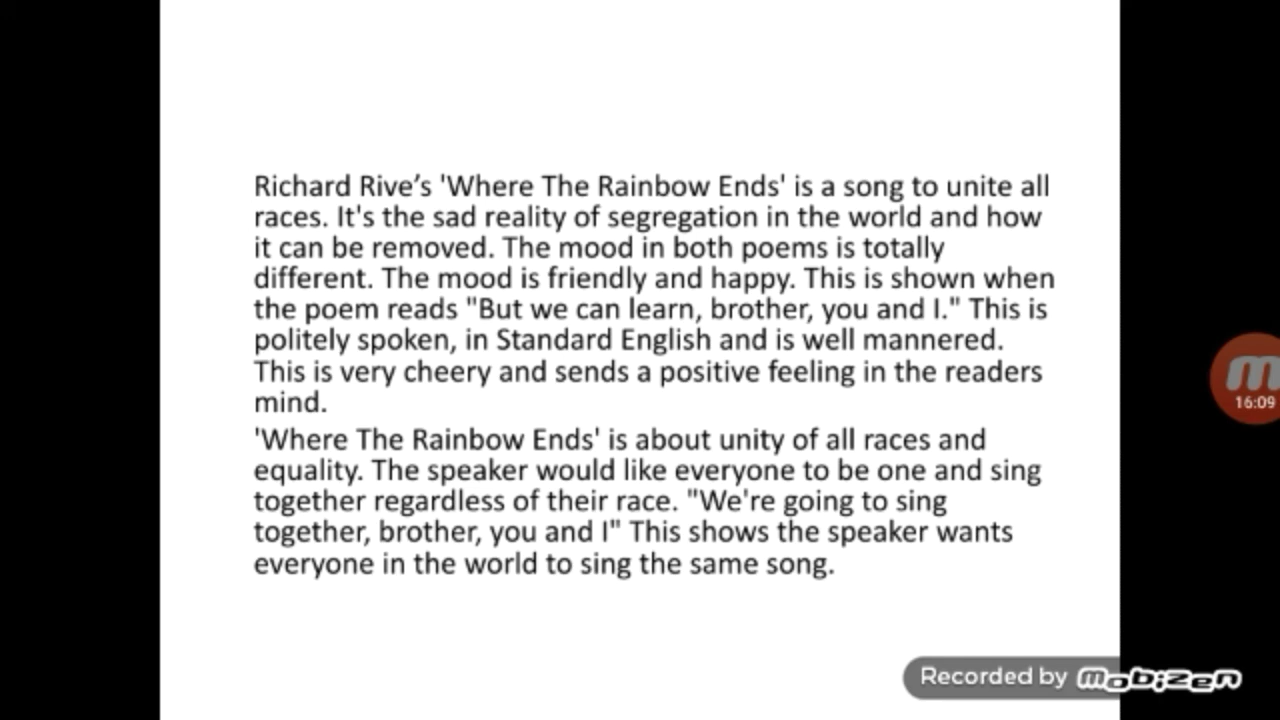 Richard Rive’s 'Where The Rainbow Ends' is a song to unite all
races. It's the sad reality of segregation in the world and how
it can be removed. The mood in both poems is totally
different. The mood is friendly and happy. This is shown when
the poem reads "But we can learn, brother, you and I." This is
politely spoken, in Standard English and is well mannered.
This is very cheery and sends a positive feeling in the readers
mind.
'Where The Rainbow Ends' is about unity of all races and
equality. The speaker would like everyone to be one and sing
together regardless of their race. "We're going to sing
together, brother, you and I" This shows the speaker wants
everyone in the world to sing the same song.
m
16:09
Recorded by mobizen